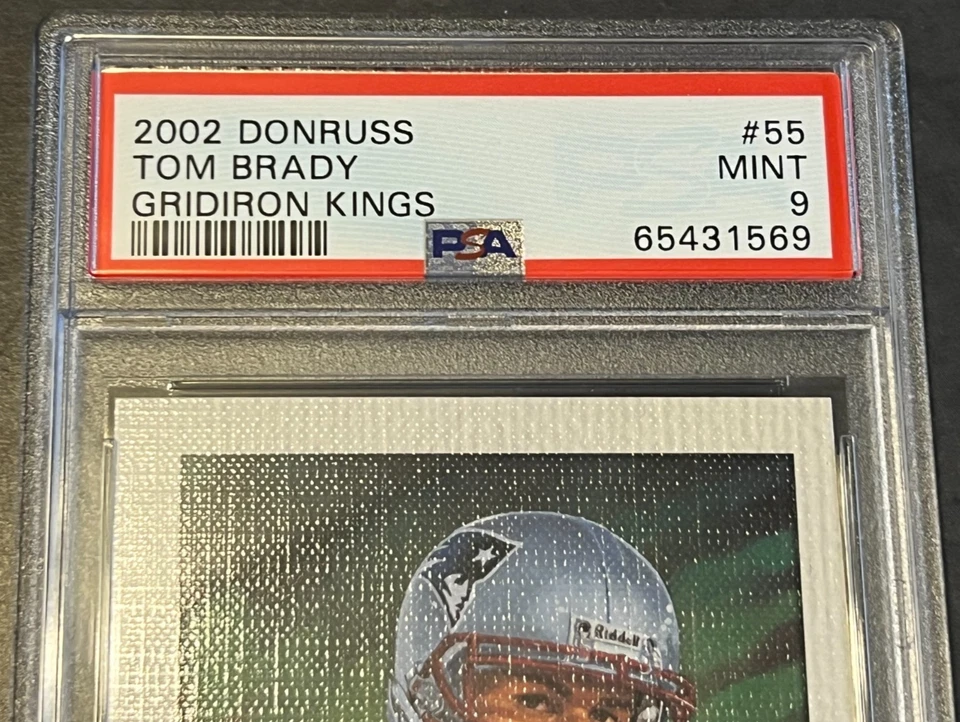 2002 DONRUSS #55
TOM BRADY MINT
GRIDIRON KINGS 9
PSA 65431569
Riddell